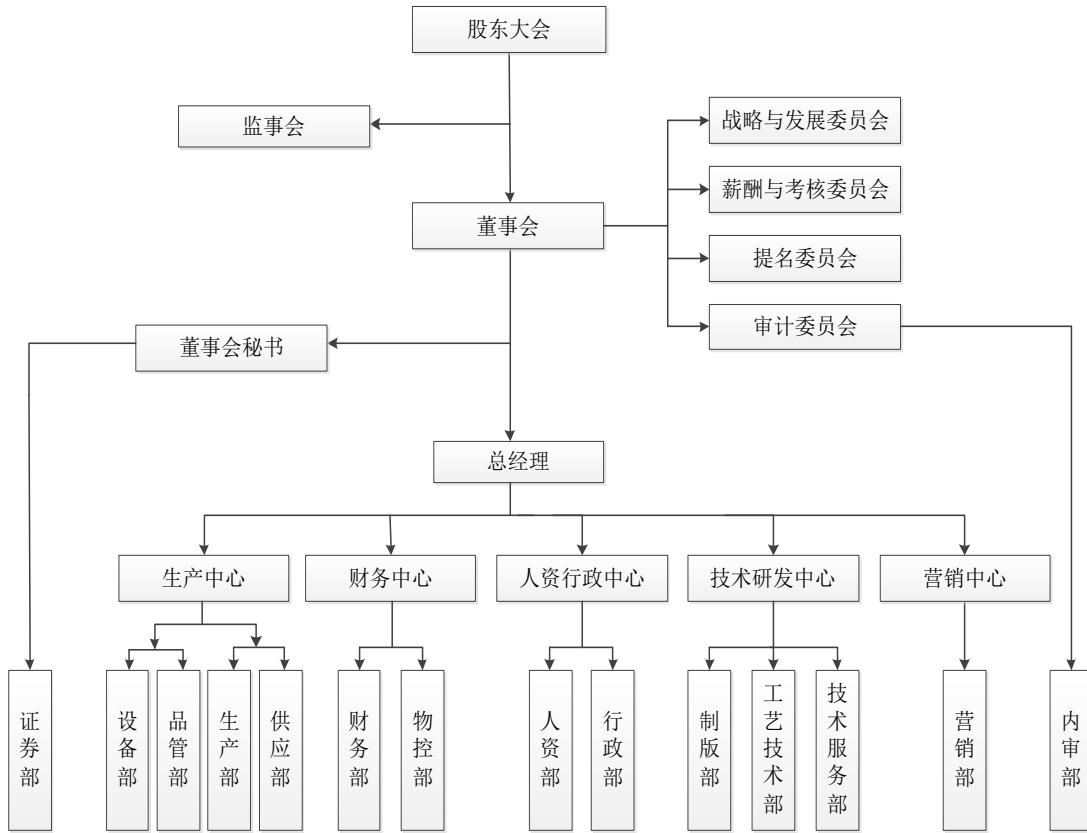 股东大会
监事会
战略与发展委员会
薪酬与考核委员会
董事会
提名委员会
审计委员会
董事会秘书
总经理
生产中心
财务中心
人资行政中心
技术研发中心
营销中心
证券部
设备部
品管部
生产部
供应部
财务部
物控部
人资部
行政部
制版部
工艺技术部
技术服务部
营销部
内审部